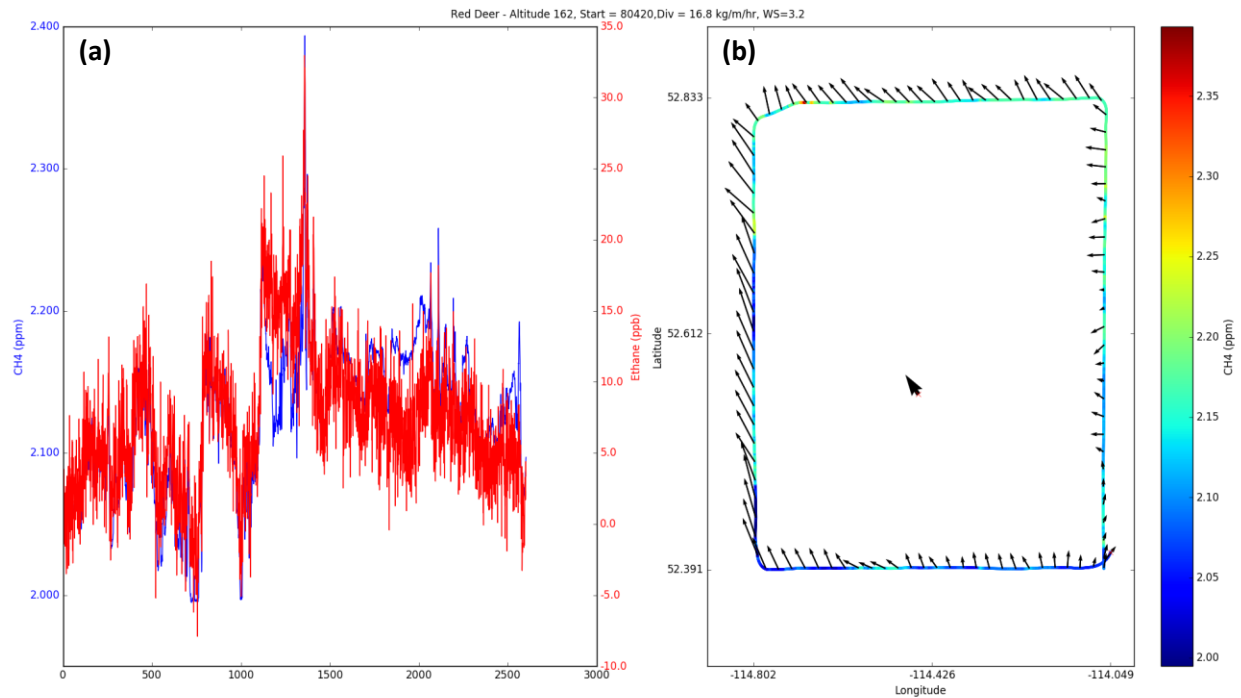 Red Deer - Altitude 162, Start = 80420,Div = 16.8 kg/m/hr, WS=3.2
(a)
2.400
2.300
2.200
2.100
2.000
CH4 (ppm)
35.0
30.0
25.0
20.0
15.0
10.0
5.0
0.0
-5.0
-10.0
Ethane (ppb)
0 500 1000 1500 2000 2500 3000
(b)
52.833
52.612
52.391
Latitude
-114.802 -114.426 -114.049
Longitude
2.35
2.30
2.25
2.20
2.15
2.10
2.05
2.00
CH4 (ppm)